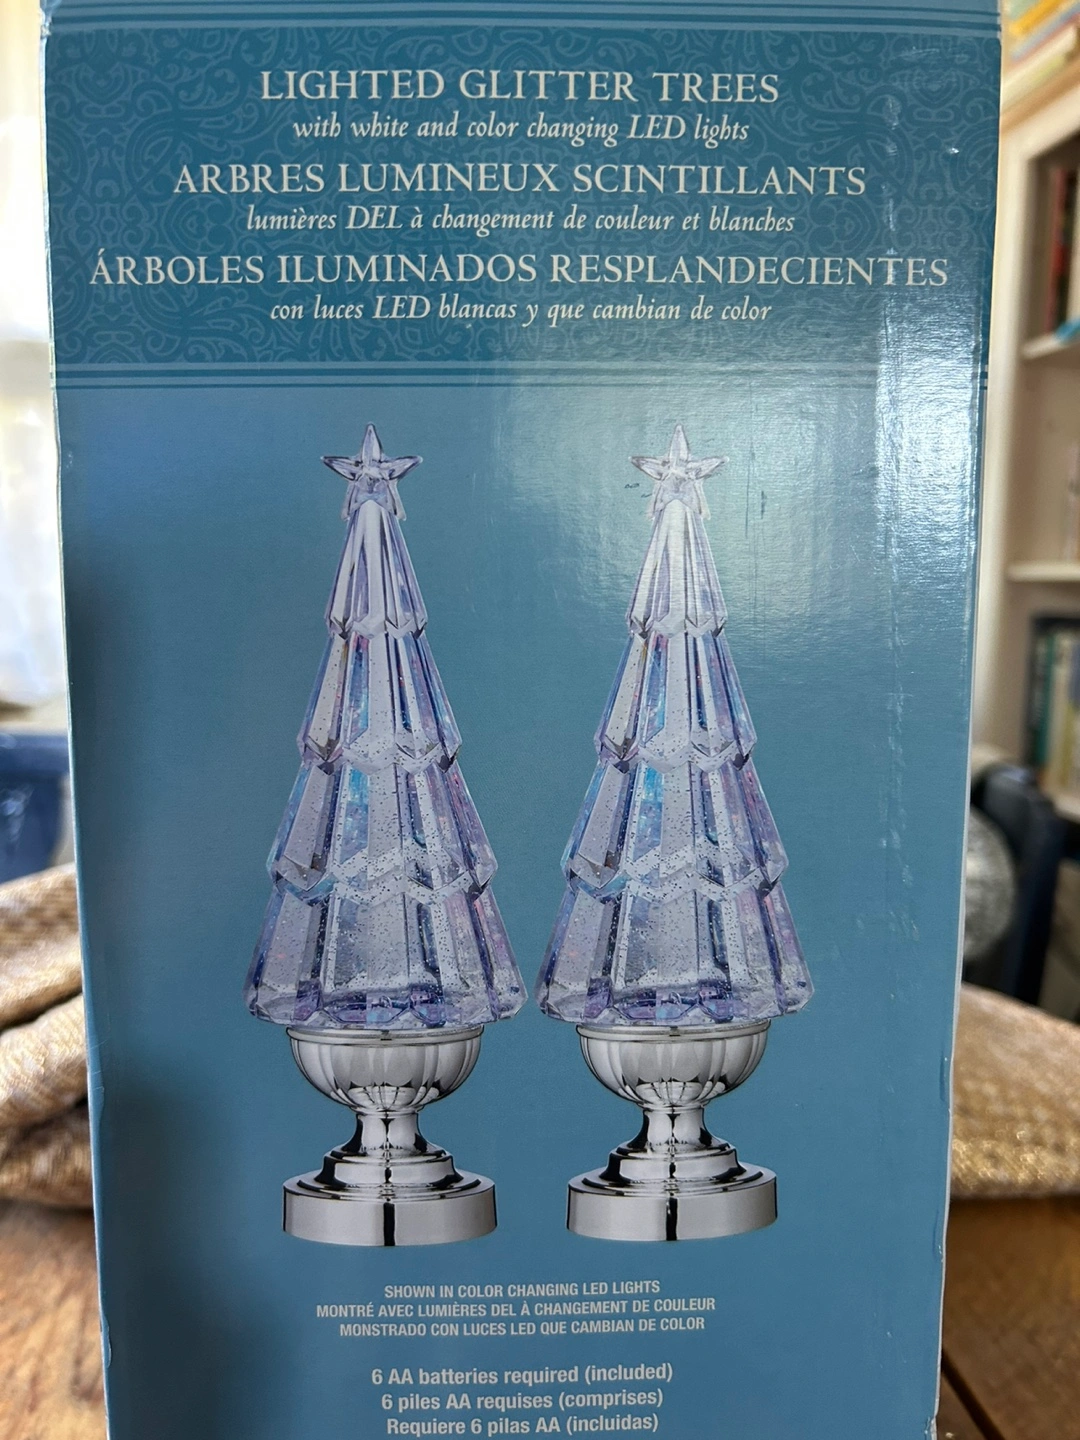 LIGHTED GLITTER TREES
with white and color changing LED lights
ARBRES LUMINEUX SCINTILLANTS
lumières DEL à changement de couleur et blanches
ÁRBOLES ILUMINADOS RESPLANDECIENTES
con luces LED blancas y que cambian de color
SHOWN IN COLOR CHANGING LED LIGHTS
MONTRÉ AVEC LUMIÈRES DEL À CHANGEMENT DE COULEUR
MONSTRADO CON LUCES LED QUE CAMBIAN DE COLOR
6 AA batteries required (included)
6 piles AA requises (comprises)
Requiere 6 pilas AA (incluidas)